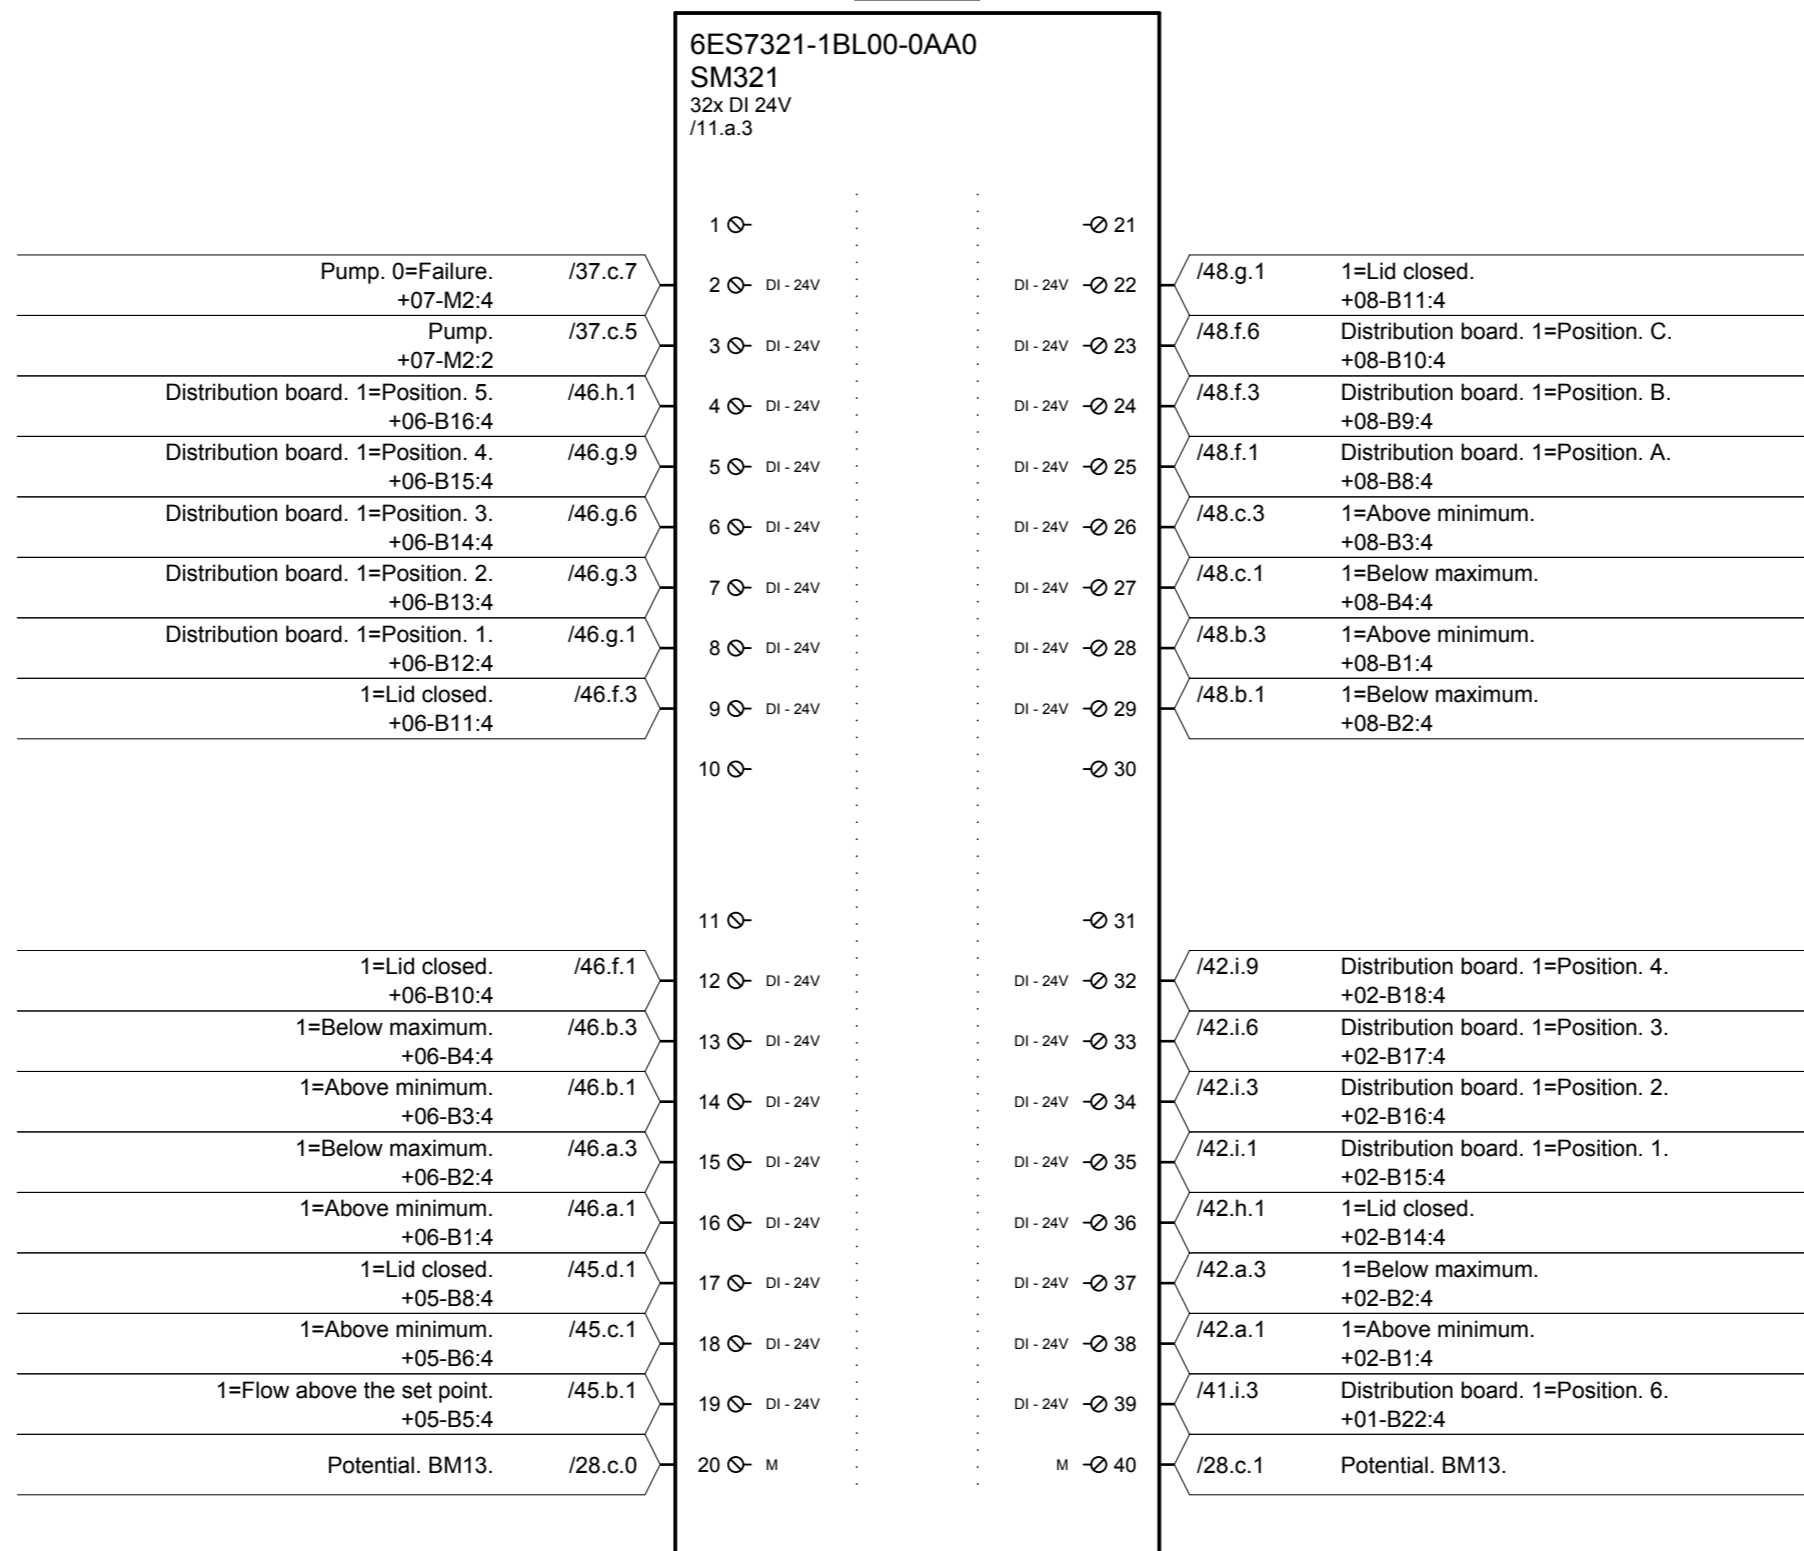 6ES7321-1BL00-0AA0
SM321
32x DI 24V
/11.a.3
1 21
Pump. 0=Failure. /37.c.7 2 DI - 24V DI - 24V 22 /48.g.1 1=Lid closed.
+07-M2:4 +08-B11:4
Pump. /37.c.5 3 DI - 24V DI - 24V 23 /48.f.6 Distribution board. 1=Position. C.
+07-M2:2 +08-B10:4
Distribution board. 1=Position. 5. /46.h.1 4 DI - 24V DI - 24V 24 /48.f.3 Distribution board. 1=Position. B.
+06-B16:4 +08-B9:4
Distribution board. 1=Position. 4. /46.g.9 5 DI - 24V DI - 24V 25 /48.f.1 Distribution board. 1=Position. A.
+06-B15:4 +08-B8:4
Distribution board. 1=Position. 3. /46.g.6 6 DI - 24V DI - 24V 26 /48.c.3 1=Above minimum.
+06-B14:4 +08-B3:4
Distribution board. 1=Position. 2. /46.g.3 7 DI - 24V DI - 24V 27 /48.c.1 1=Below maximum.
+06-B13:4 +08-B4:4
Distribution board. 1=Position. 1. /46.g.1 8 DI - 24V DI - 24V 28 /48.b.3 1=Above minimum.
+06-B12:4 +08-B1:4
1=Lid closed. /46.f.3 9 DI - 24V DI - 24V 29 /48.b.1 1=Below maximum.
+06-B11:4 +08-B2:4
10 30
11 31
1=Lid closed. /46.f.1 12 DI - 24V DI - 24V 32 /42.i.9 Distribution board. 1=Position. 4.
+06-B10:4 +02-B18:4
1=Below maximum. /46.b.3 13 DI - 24V DI - 24V 33 /42.i.6 Distribution board. 1=Position. 3.
+06-B4:4 +02-B17:4
1=Above minimum. /46.b.1 14 DI - 24V DI - 24V 34 /42.i.3 Distribution board. 1=Position. 2.
+06-B3:4 +02-B16:4
1=Below maximum. /46.a.3 15 DI - 24V DI - 24V 35 /42.i.1 Distribution board. 1=Position. 1.
+06-B2:4 +02-B15:4
1=Above minimum. /46.a.1 16 DI - 24V DI - 24V 36 /42.h.1 1=Lid closed.
+06-B1:4 +02-B14:4
1=Lid closed. /45.d.1 17 DI - 24V DI - 24V 37 /42.a.3 1=Below maximum.
+05-B8:4 +02-B2:4
1=Above minimum. /45.c.1 18 DI - 24V DI - 24V 38 /42.a.1 1=Above minimum.
+05-B6:4 +02-B1:4
1=Flow above the set point. /45.b.1 19 DI - 24V DI - 24V 39 /41.i.3 Distribution board. 1=Position. 6.
+05-B5:4 +01-B22:4
Potential. BM13. /28.c.0 20 M M 40 /28.c.1 Potential. BM13.